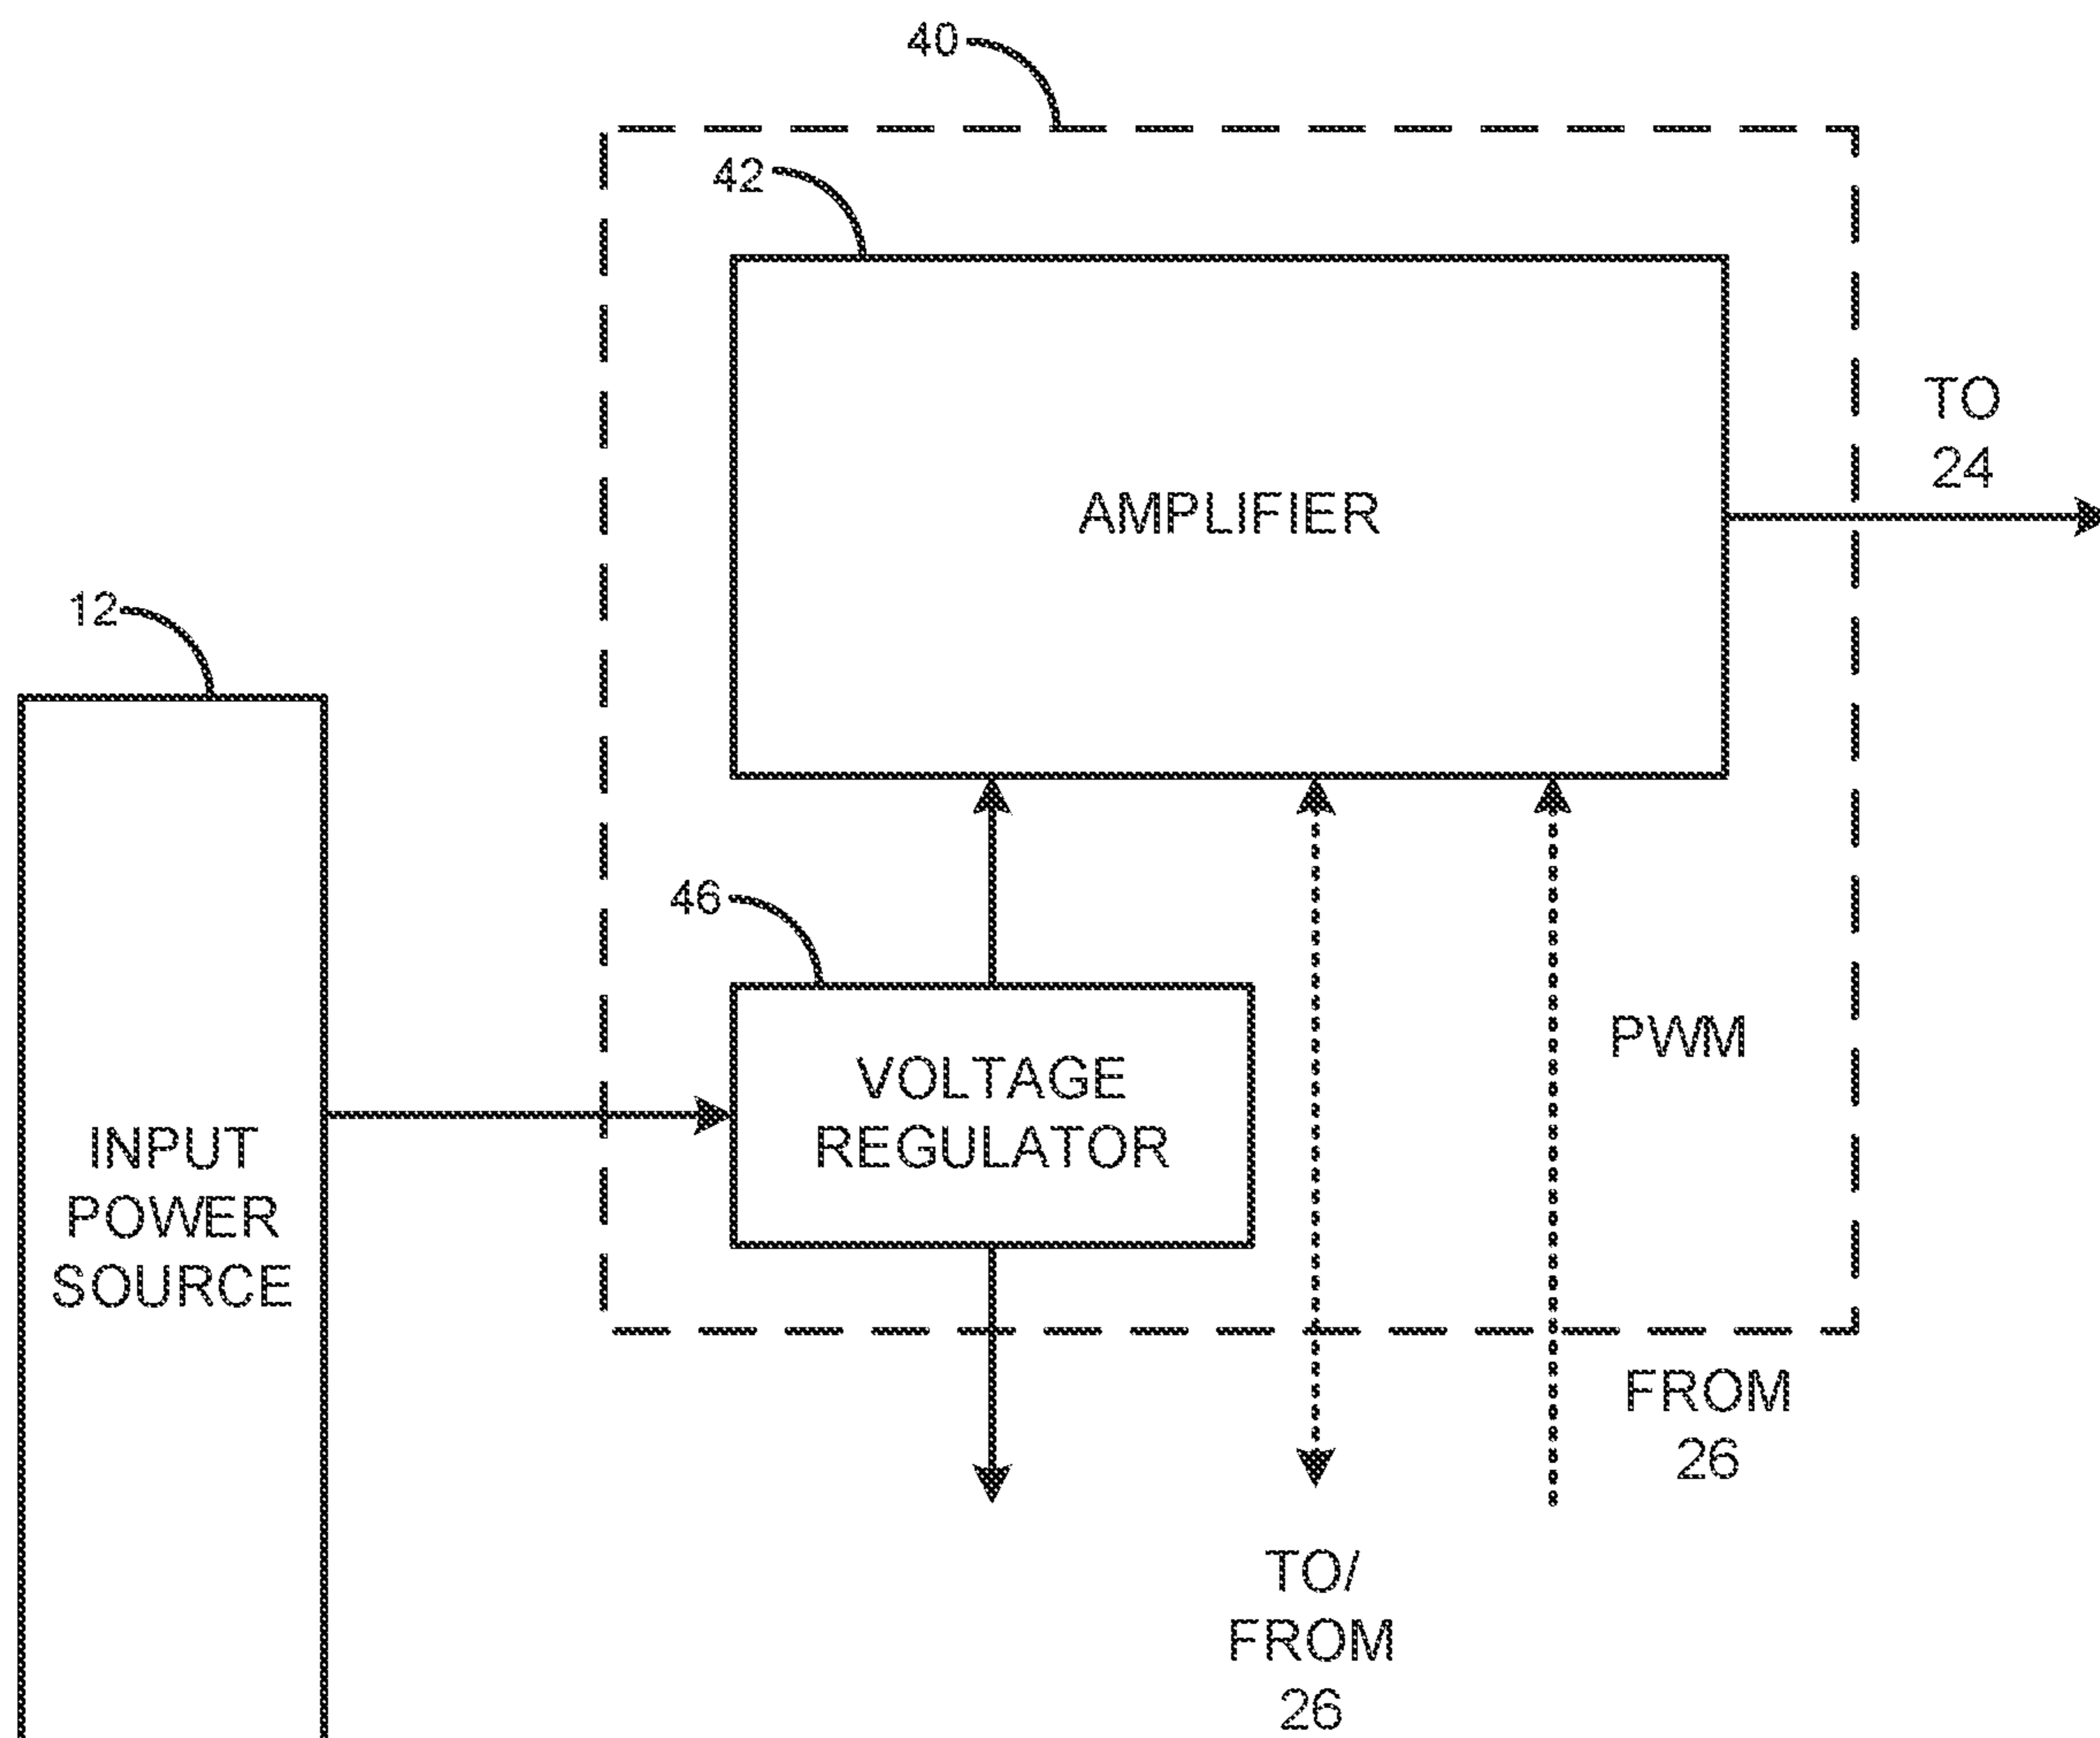 40
42
AMPLIFIER
TO
24
12
46
VOLTAGE
REGULATOR
PWM
INPUT
POWER
SOURCE
FROM
26
TO/
FROM
26